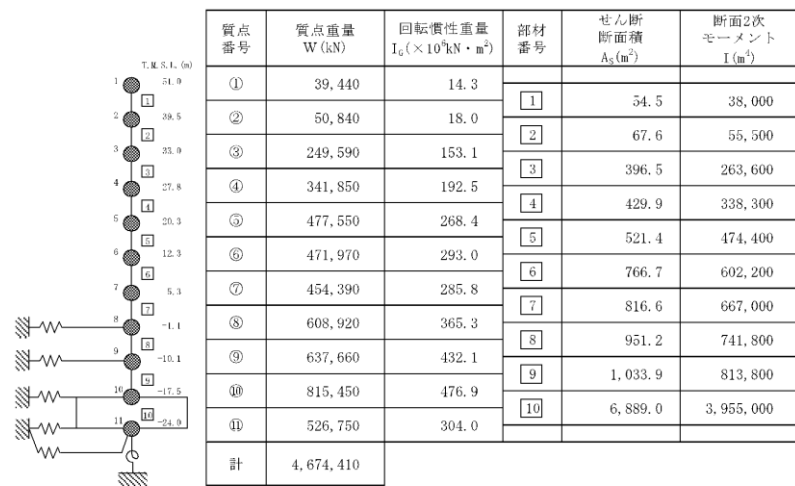 質点番号 質点重量 W(kN) 回転慣性重量 I_G(×10⁶kN・m²) 部材番号 せん断断面積 A_S(m²) 断面2次モーメント I(m⁴)
① 39,440 14.3
② 50,840 18.0
③ 249,590 153.1
④ 341,850 192.5
⑤ 477,550 268.4
⑥ 471,970 293.0
⑦ 454,390 285.8
⑧ 608,920 365.3
⑨ 637,660 432.1
⑩ 815,450 476.9
⑪ 526,750 304.0
計 4,674,410
1 54.5 38,000
2 67.6 55,500
3 396.5 263,600
4 429.9 338,300
5 521.4 474,400
6 766.7 602,200
7 816.6 667,000
8 951.2 741,800
9 1,033.9 813,800
10 6,889.0 3,955,000
T.M.S.L.(m)
1 51.0
1
2 39.5
2
3 33.0
3
4 27.8
4
5 20.3
5
6 12.3
6
7 5.3
7
8 -1.1
8
9 -10.1
9
10 -17.5
10
11 -24.0